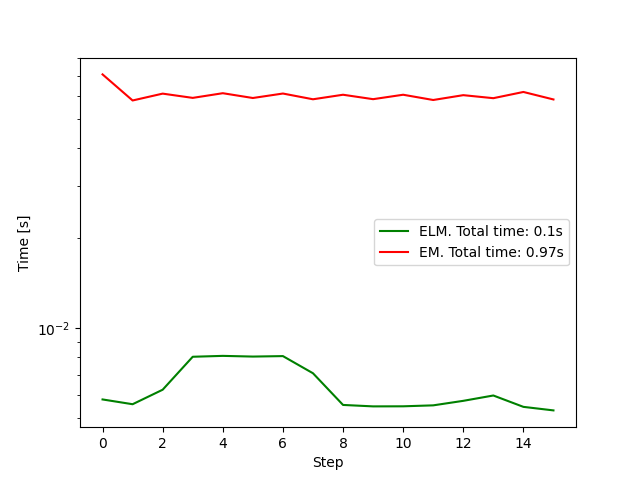 Time [s]
10⁻²
ELM. Total time: 0.1s
EM. Total time: 0.97s
0 2 4 6 8 10 12 14
Step